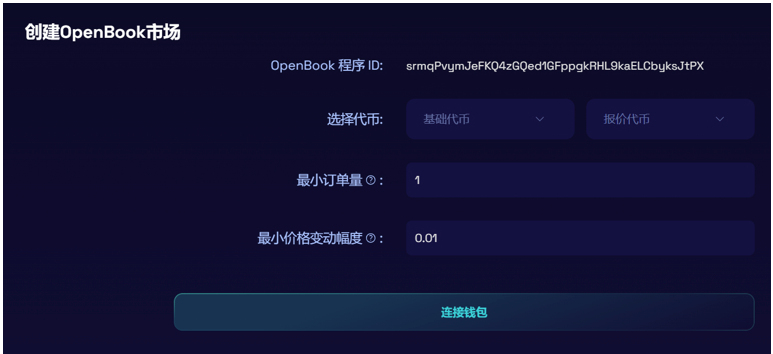 创建OpenBook市场
OpenBook 程序 ID: srmqPvymJeFKQ4zGQed1GFppgkRHL9kaELCbyksJtPX
选择代币: 基础代币 报价代币
最小订单量 ? : 1
最小价格变动幅度 ? : 0.01
连接钱包